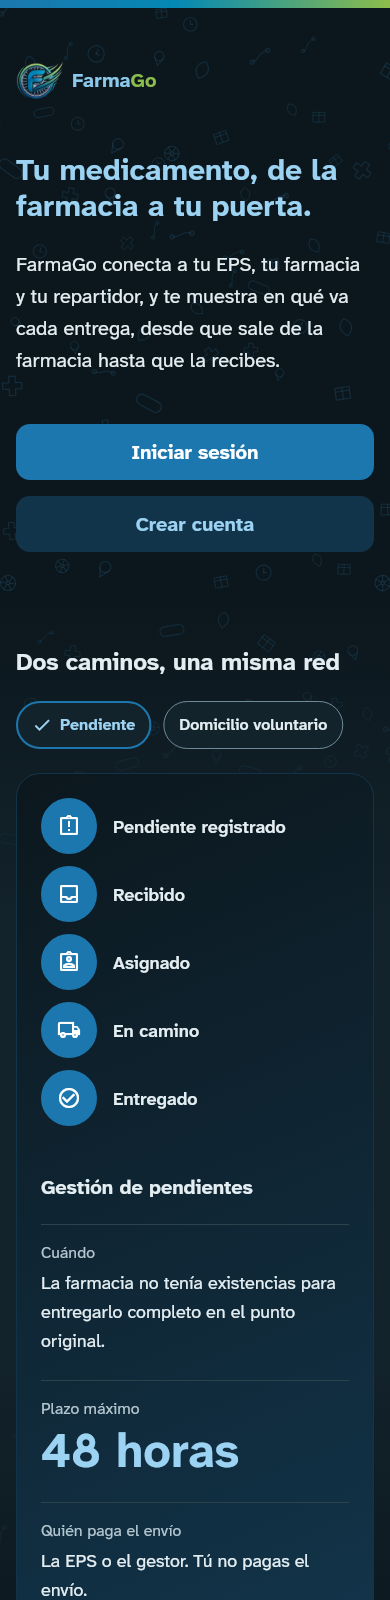 FarmaGo
Tu medicamento, de la
farmacia a tu puerta.
FarmaGo conecta a tu EPS, tu farmacia
y tu repartidor, y te muestra en qué va
cada entrega, desde que sale de la
farmacia hasta que la recibes.
Iniciar sesión
Crear cuenta
Dos caminos, una misma red
Pendiente
Domicilio voluntario
Pendiente registrado
Recibido
Asignado
En camino
Entregado
Gestión de pendientes
Cuándo
La farmacia no tenía existencias para
entregarlo completo en el punto
original.
Plazo máximo
48 horas
Quién paga el envío
La EPS o el gestor. Tú no pagas el
envío.